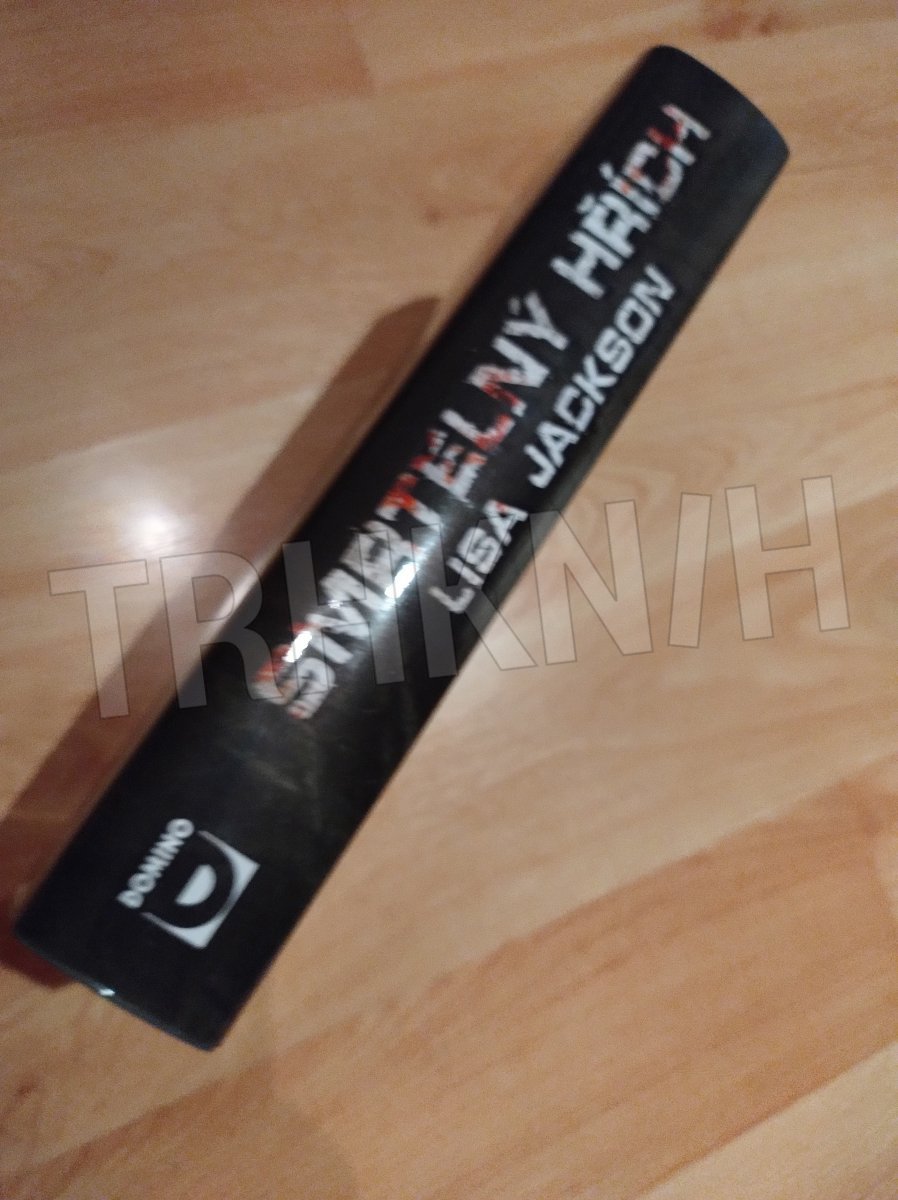 SMRTELNÝ HŘÍCH
LISA JACKSON
DOMINO
TRHKNIH